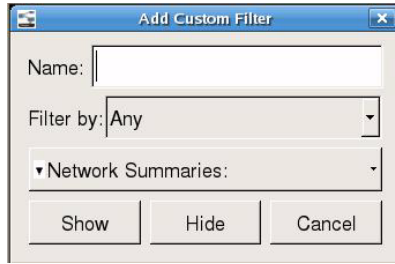 Add Custom Filter
Name:
Filter by: Any
Network Summaries:
Show Hide Cancel